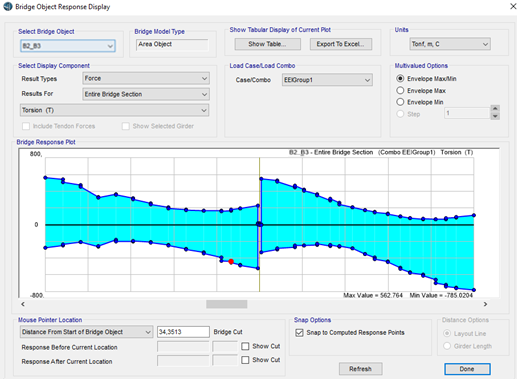 Bridge Object Response Display
Select Bridge Object
B2_B3
Bridge Model Type
Area Object
Show Tabular Display of Current Plot
Show Table...
Export To Excel...
Units
Tonf, m, C
Select Display Component
Result Types
Force
Results For
Entire Bridge Section
Torsion (T)
Include Tendon Forces
Show Selected Girder
Load Case/Load Combo
Case/Combo
EEIGroup1
Multivalued Options
Envelope Max/Min
Envelope Max
Envelope Min
Step
1
Bridge Response Plot
800,
B2_B3 - Entire Bridge Section (Combo EEIGroup1) Torsion (T)
0
-800,
Max Value = 562,764 Min Value = -785,0204
Mouse Pointer Location
Distance From Start of Bridge Object
34,3513
Bridge Cut
Response Before Current Location
Show Cut
Response After Current Location
Show Cut
Snap Options
Snap to Computed Response Points
Distance Options
Layout Line
Girder Length
Refresh
Done